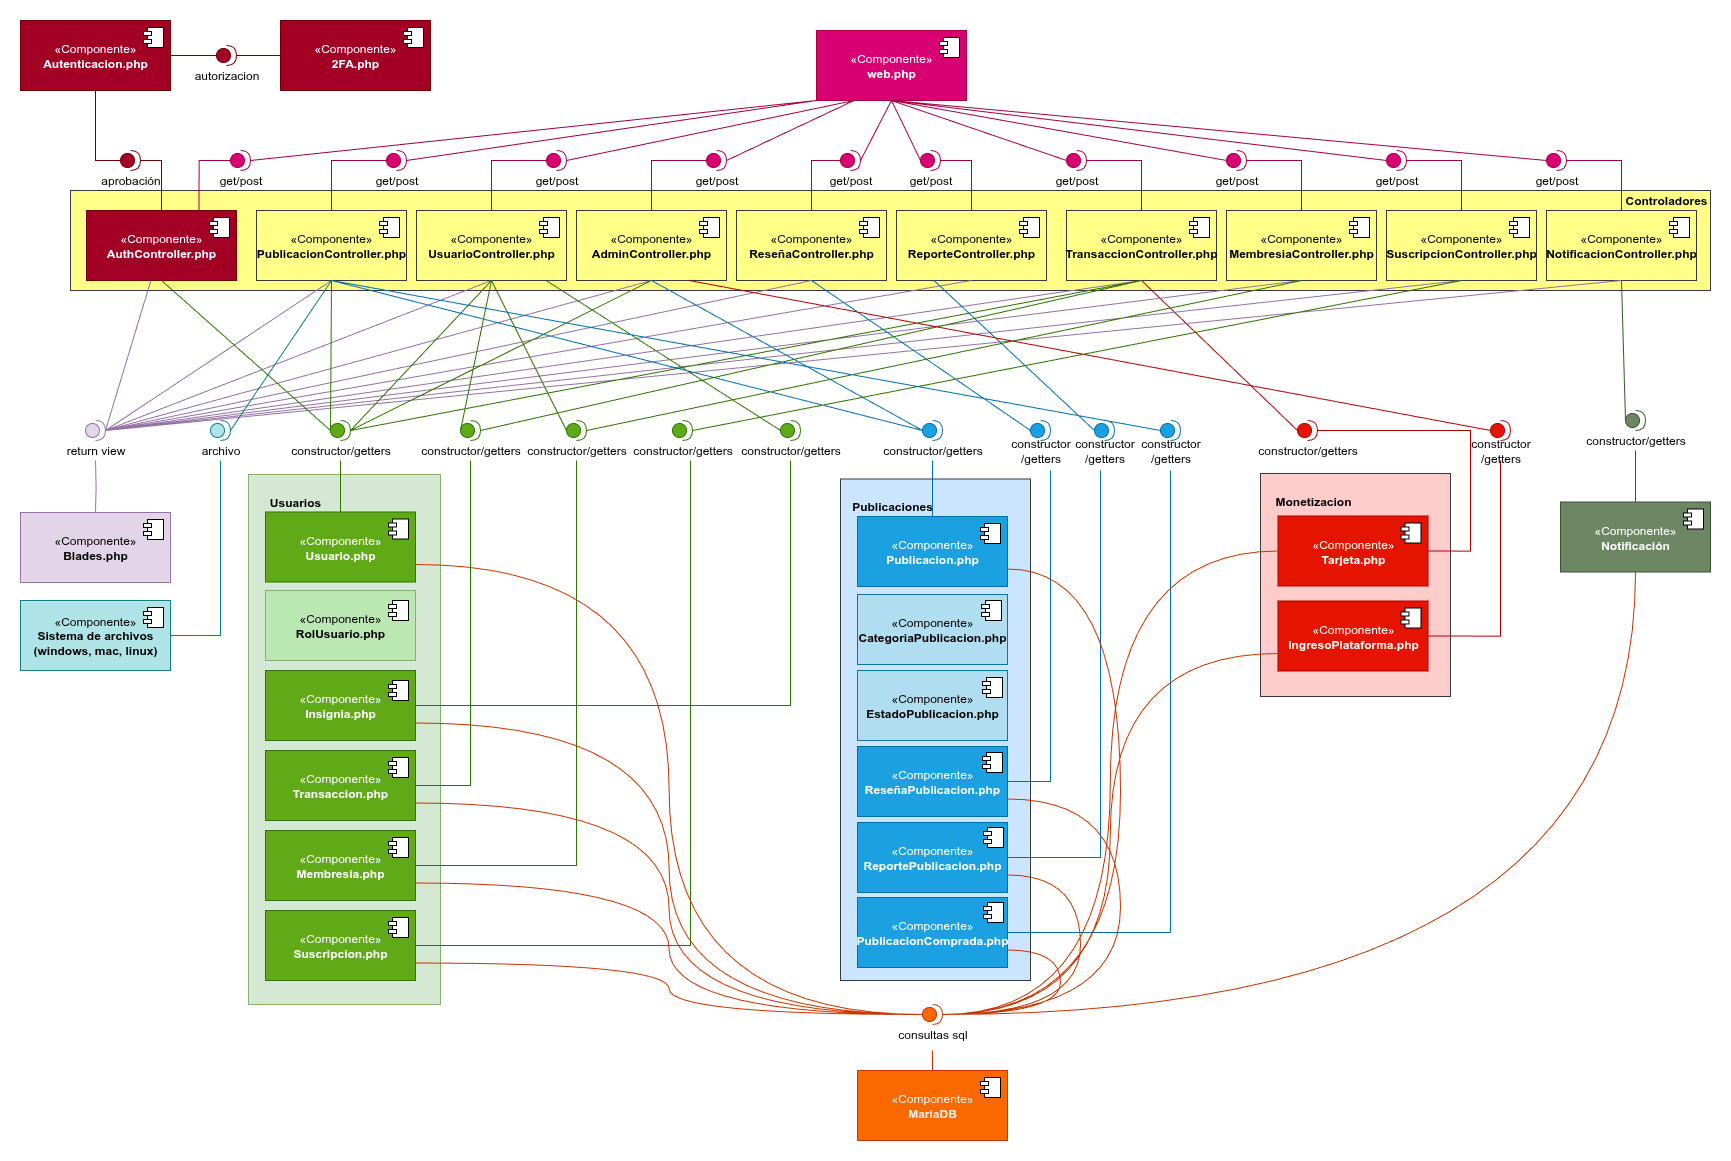 «Componente»
Autenticacion.php
autorizacion
«Componente»
2FA.php
«Componente»
web.php
aprobación
get/post
get/post
get/post
get/post
get/post
get/post
get/post
get/post
get/post
get/post
Controladores
«Componente»
AuthController.php
«Componente»
PublicacionController.php
«Componente»
UsuarioController.php
«Componente»
AdminController.php
«Componente»
ReseñaController.php
«Componente»
ReporteController.php
«Componente»
TransaccionController.php
«Componente»
MembresiaController.php
«Componente»
SuscripcionController.php
«Componente»
NotificacionController.php
return view
archivo
constructor/getters
constructor/getters
constructor/getters
constructor/getters
constructor/getters
constructor/getters
constructor
/getters
constructor
/getters
constructor
/getters
constructor/getters
constructor
/getters
constructor/getters
«Componente»
Blades.php
«Componente»
Sistema de archivos
(windows, mac, linux)
Usuarios
«Componente»
Usuario.php
«Componente»
RolUsuario.php
«Componente»
Insignia.php
«Componente»
Transaccion.php
«Componente»
Membresia.php
«Componente»
Suscripcion.php
Publicaciones
«Componente»
Publicacion.php
«Componente»
CategoriaPublicacion.php
«Componente»
EstadoPublicacion.php
«Componente»
ReseñaPublicacion.php
«Componente»
ReportePublicacion.php
«Componente»
PublicacionComprada.php
Monetizacion
«Componente»
Tarjeta.php
«Componente»
IngresoPlataforma.php
«Componente»
Notificación
consultas sql
«Componente»
MariaDB